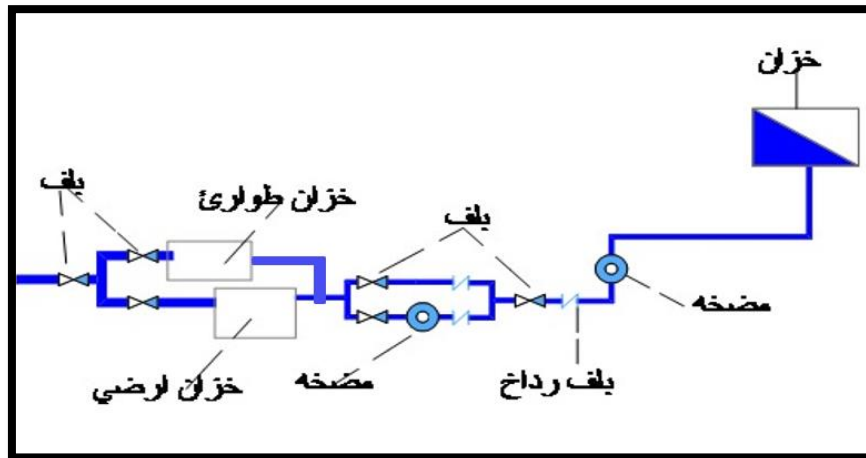 خزان
بلف
خزان طوارئ
بلف
مضخه
خزان ارضي
مضخه
بلف رداخ